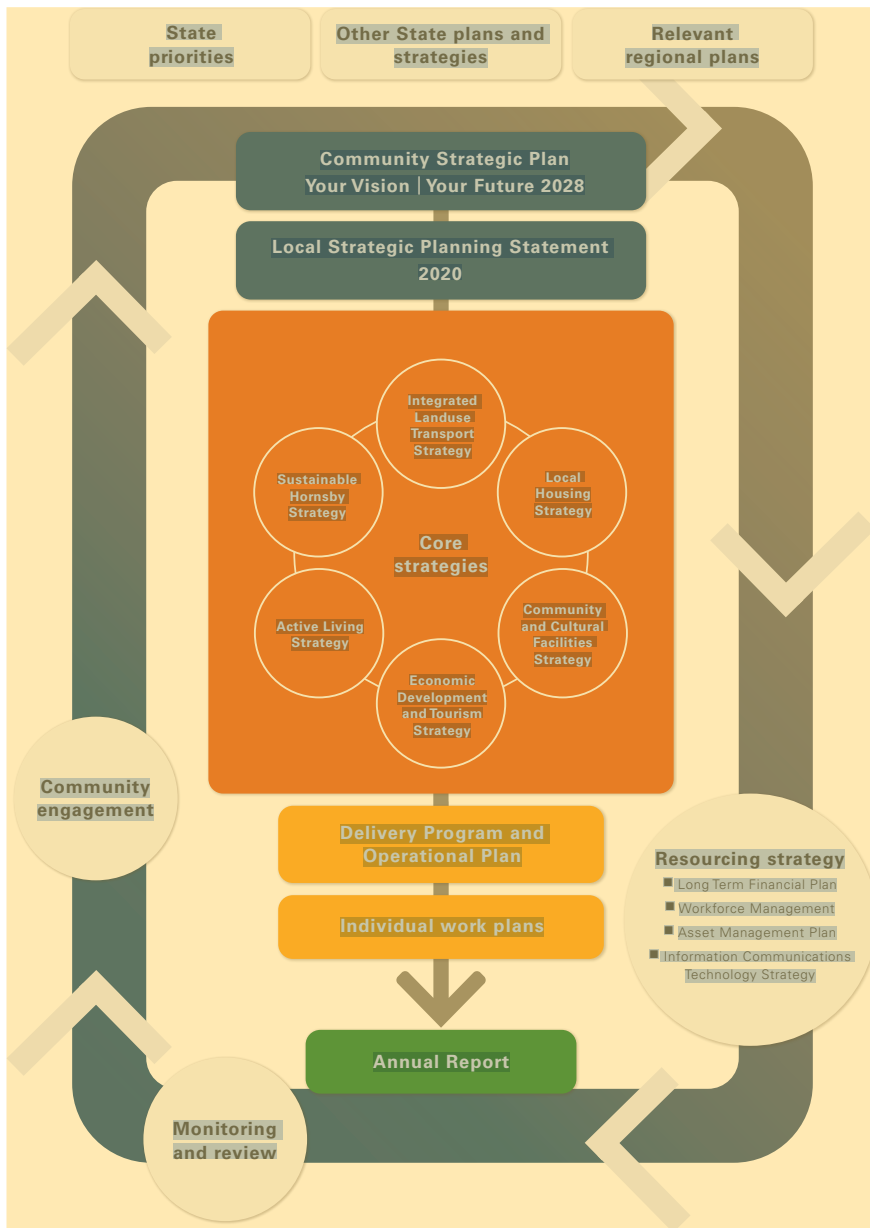 State
priorities
Other State plans and
strategies
Relevant
regional plans
Community Strategic Plan
Your Vision | Your Future 2028
Local Strategic Planning Statement
2020
Integrated
Landuse
Transport
Strategy
Sustainable
Hornsby
Strategy
Local
Housing
Strategy
Core
strategies
Active Living
Strategy
Community
and Cultural
Facilities
Strategy
Economic
Development
and Tourism
Strategy
Community
engagement
Delivery Program and
Operational Plan
Individual work plans
Resourcing strategy
Long Term Financial Plan
Workforce Management
Asset Management Plan
Information Communications
Technology Strategy
Annual Report
Monitoring
and review